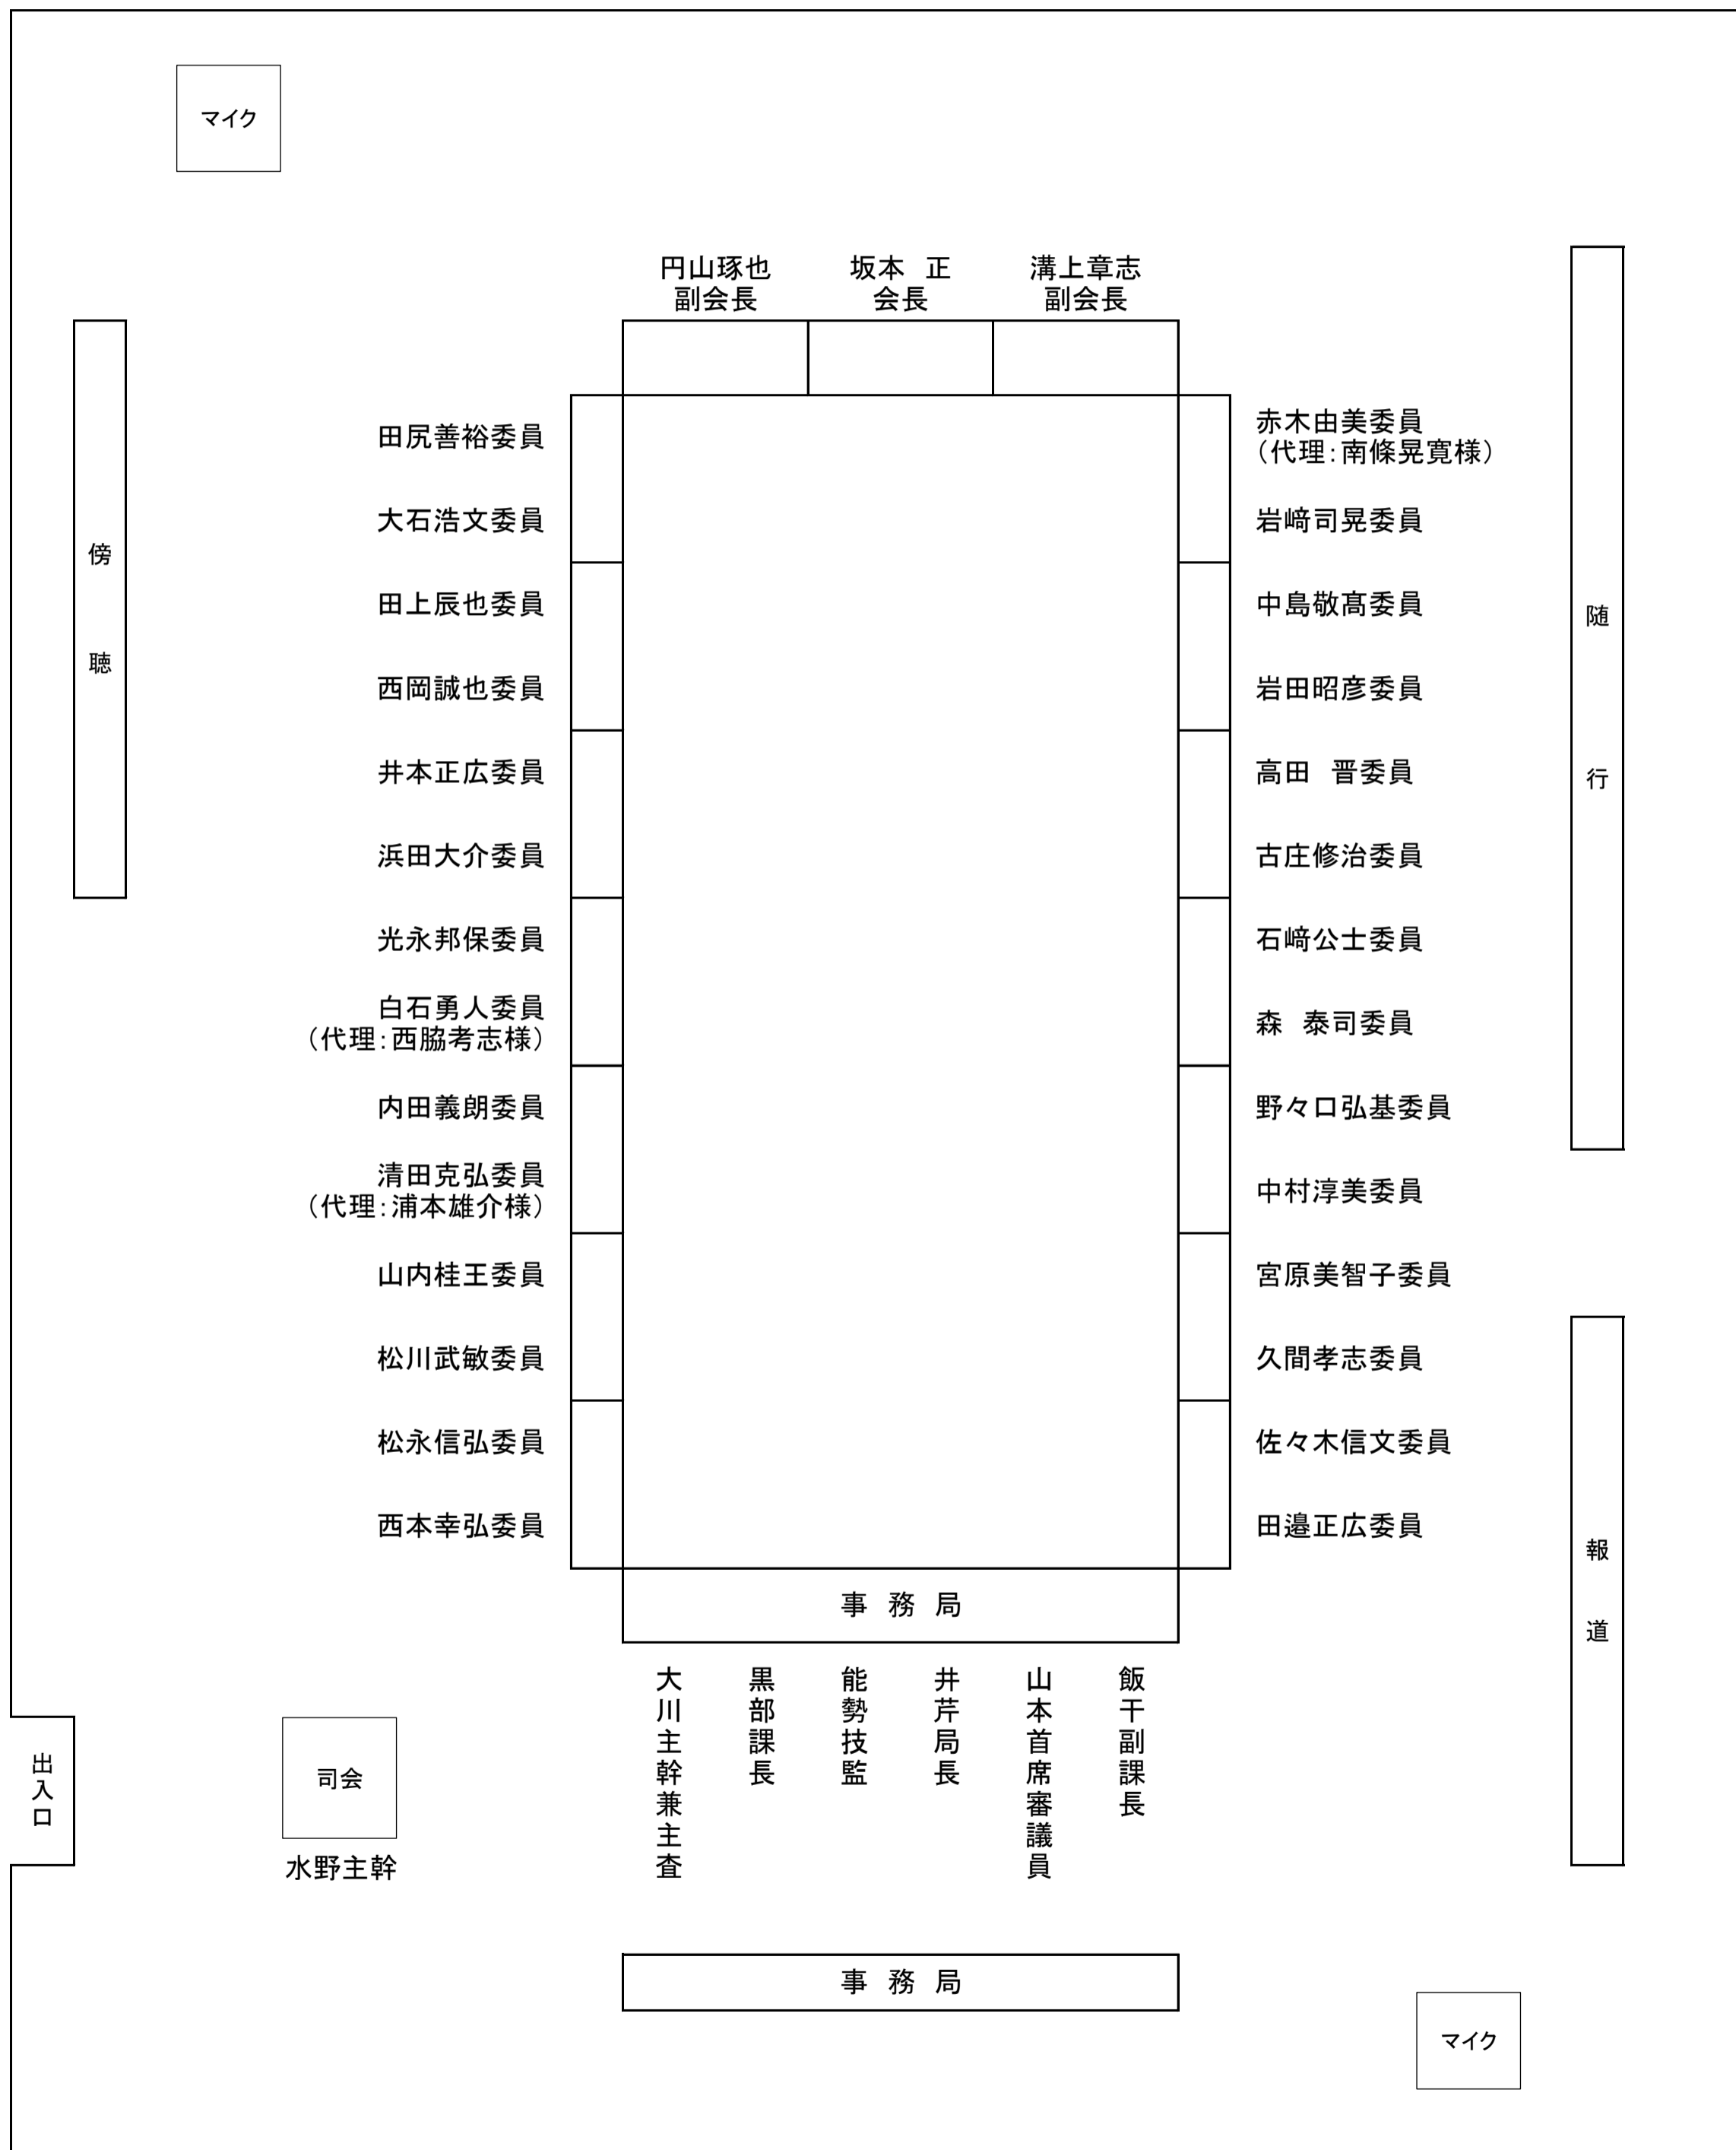 マイク
円山琢也
副会長
坂本　正
会長
溝上章志
副会長
傍聴
田尻善裕委員
大石浩文委員
田上辰也委員
西岡誠也委員
井本正広委員
浜田大介委員
光永邦保委員
白石勇人委員
（代理：西脇考志様）
内田義朗委員
清田克弘委員
（代理：浦本雄介様）
山内桂王委員
松川武敏委員
松永信弘委員
西本幸弘委員
赤木由美委員
（代理：南條晃寛様）
岩﨑司晃委員
中島敬髙委員
岩田昭彦委員
高田　晋委員
古庄修治委員
石﨑公士委員
森　泰司委員
野々口弘基委員
中村淳美委員
宮原美智子委員
久間孝志委員
佐々木信文委員
田邉正広委員
随行
報道
事 務 局
大川主幹兼主査
黒部課長
能勢技監
井芹局長
山本首席審議員
飯干副課長
出入口
司会
水野主幹
事 務 局
マイク